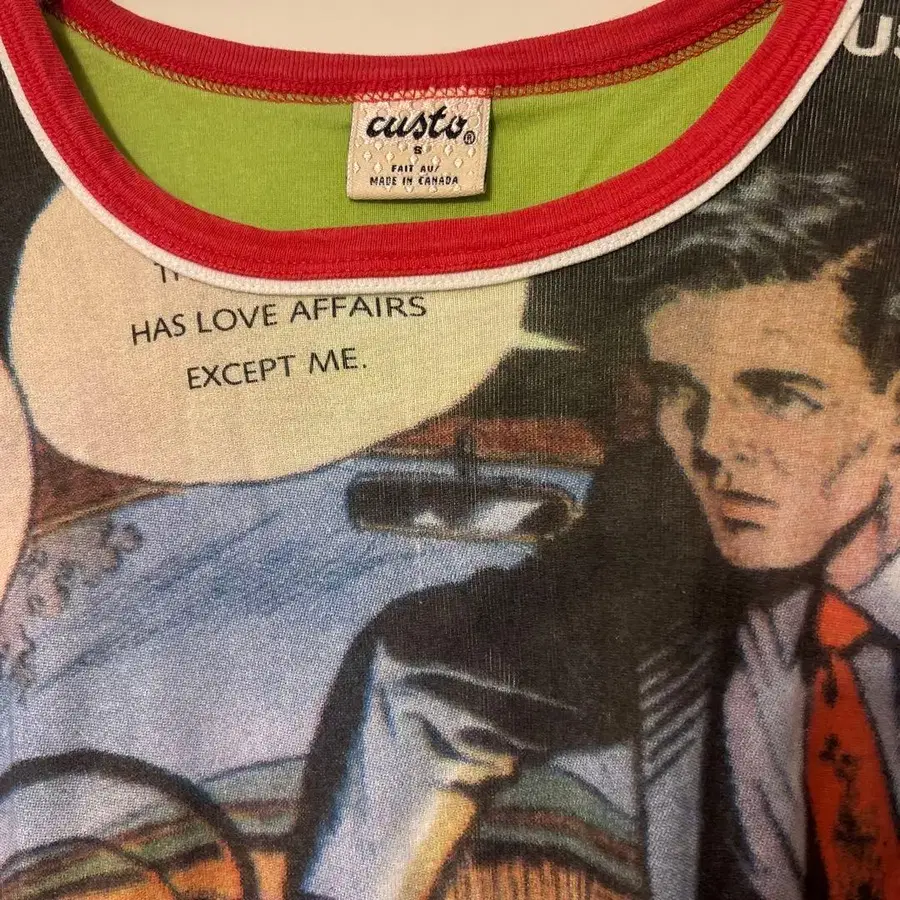 custo®
S
FAIT AU/
MADE IN CANADA
HAS LOVE AFFAIRS
EXCEPT ME.